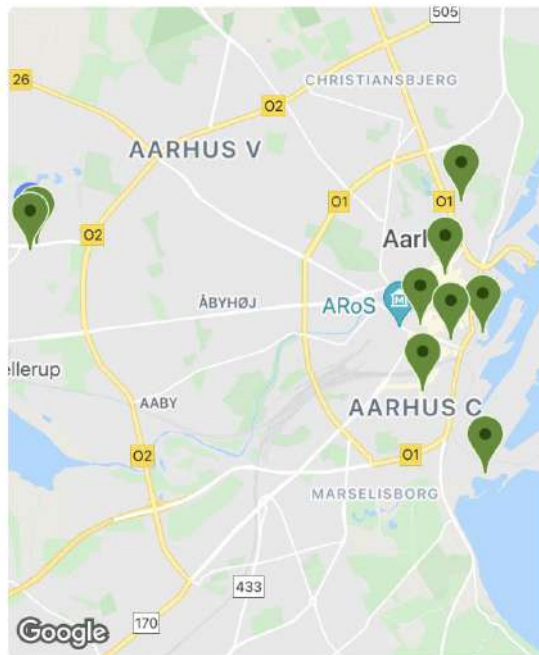 505
CHRISTIANSBJERG
26
O2
AARHUS V
O1
O1
O2
Aarl
ÅBYHØJ
ARoS
M
ellerup
AABY
AARHUS C
O2
O1
MARSELISBORG
433
170
Google